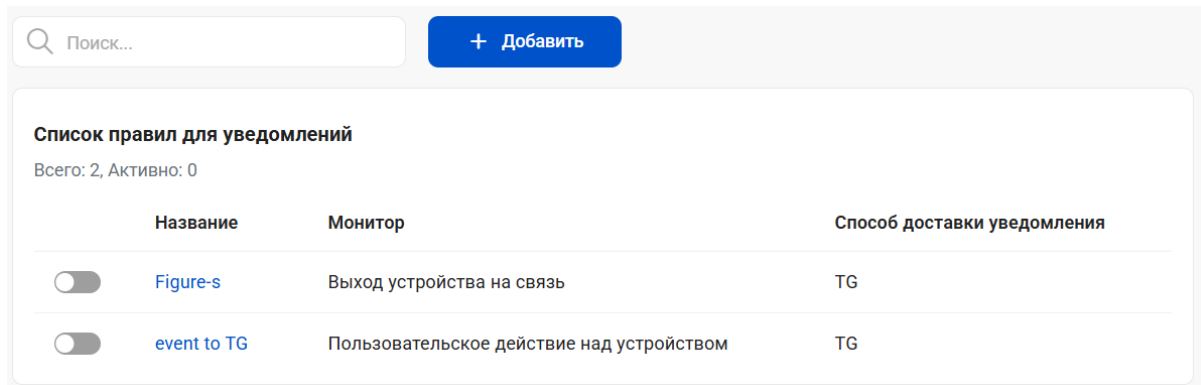 Поиск...
+ Добавить
Список правил для уведомлений
Всего: 2, Активно: 0
Название Монитор Способ доставки уведомления
Figure-s Выход устройства на связь TG
event to TG Пользовательское действие над устройством TG